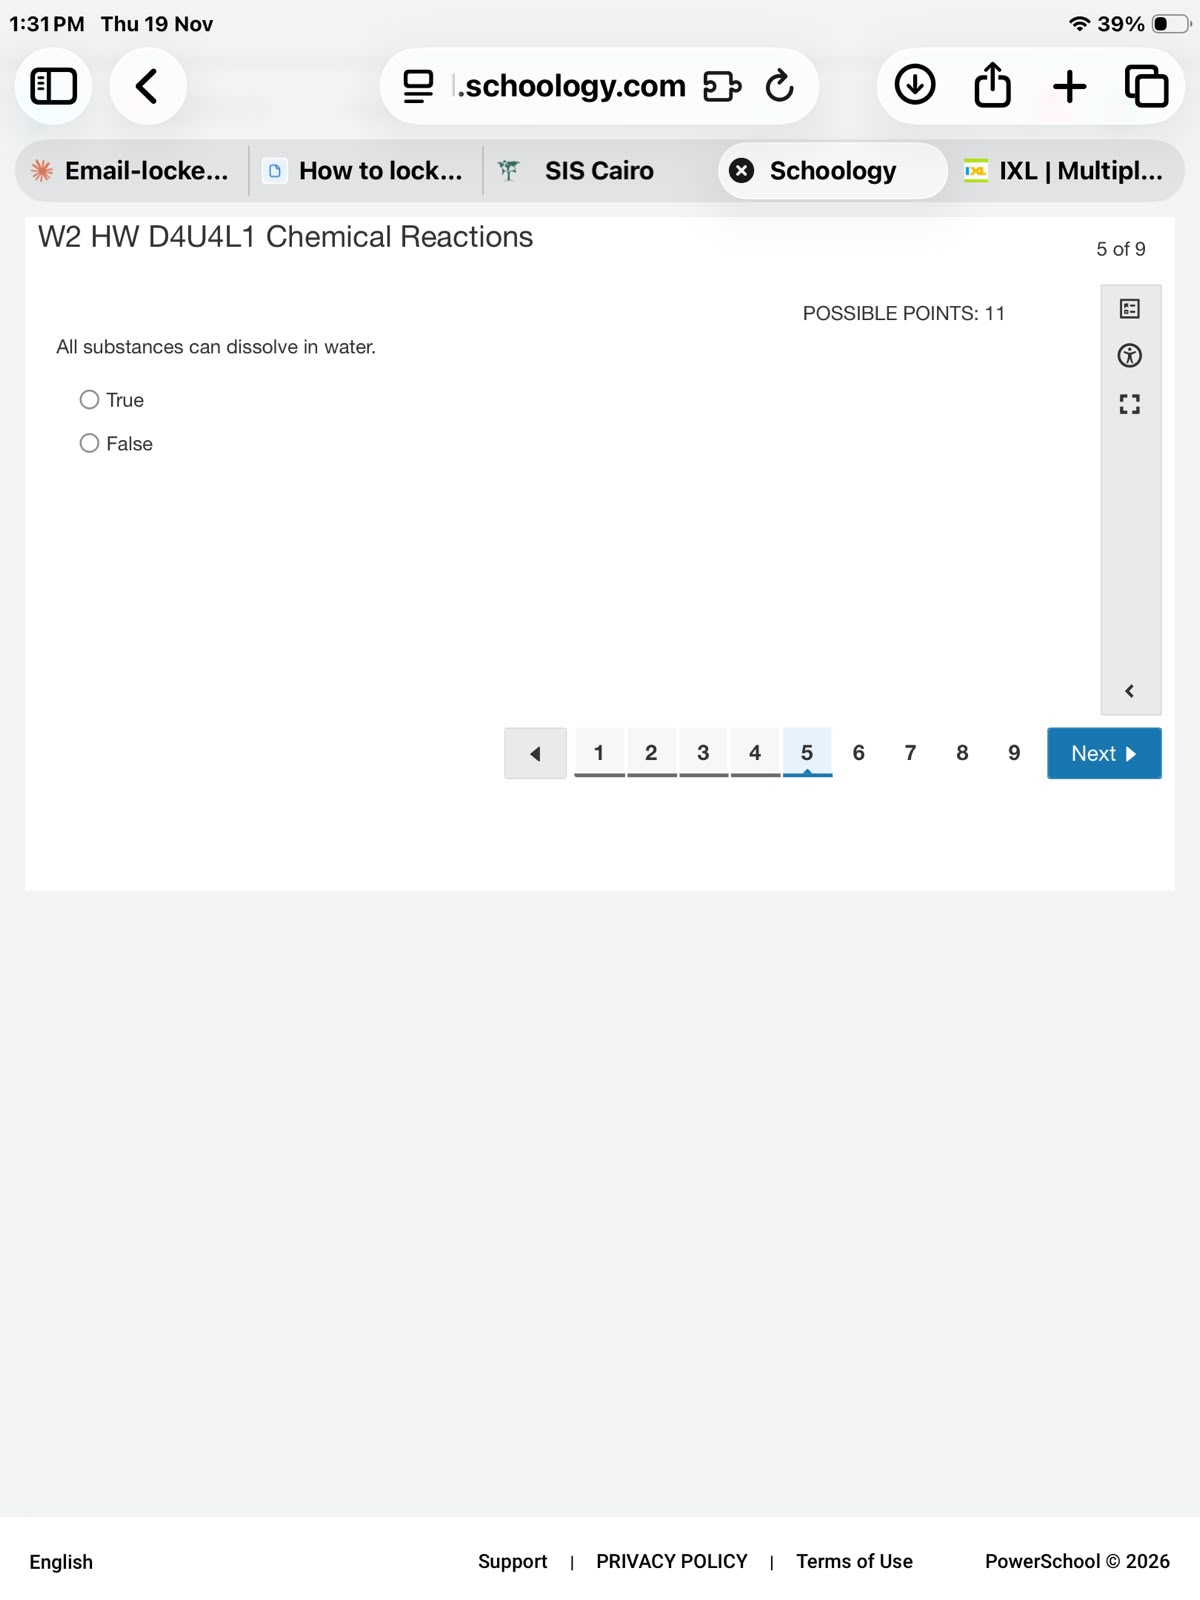 1:31 PM Thu 19 Nov
39%
.schoology.com
Email-locke...
How to lock...
SIS Cairo
Schoology
IXL | Multipl...
W2 HW D4U4L1 Chemical Reactions
5 of 9
POSSIBLE POINTS: 11
All substances can dissolve in water.
True
False
1 2 3 4 5 6 7 8 9 Next
English
Support | PRIVACY POLICY | Terms of Use
PowerSchool © 2026